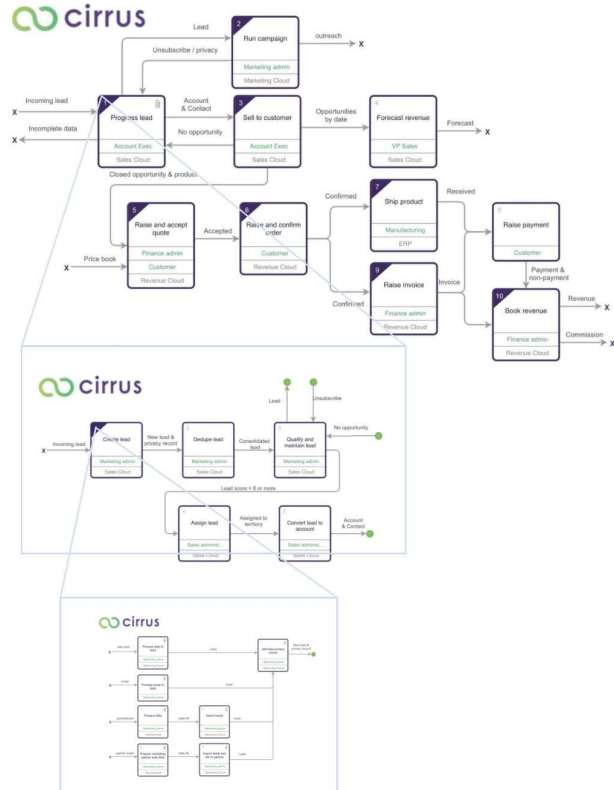 cirrus
Lead
2
Run campaign
Marketing admin
Marketing Cloud
outreach
X
Unsubscribe / privacy
Incoming lead
X
Incomplete data
X
1
Progress lead
Account Exec
Sales Cloud
Account
& Contact
No opportunity
3
Sell to customer
Account Exec
Sales Cloud
Opportunities
by date
4
Forecast revenue
VP Sales
Sales Cloud
Forecast
X
Closed opportunity & product
5
Raise and accept
quote
Finance admin
Customer
Revenue Cloud
Price book
X
Accepted
6
Raise and confirm
order
Customer
Revenue Cloud
Confirmed
Confirmed
7
Ship product
Manufacturing
ERP
Received
9
Raise invoice
Finance admin
Revenue Cloud
Invoice
8
Raise payment
Customer
Payment &
non-payment
10
Book revenue
Finance admin
Revenue Cloud
Revenue
X
Commission
X
cirrus
Lead
Unsubscribe
No opportunity
Incoming lead
X
Create lead
Marketing admin
Sales Cloud
New lead &
privacy record
Dedupe lead
Marketing admin
Sales Cloud
Consolidated
lead
Qualify and
maintain lead
Marketing admin
Sales Cloud
Lead score = 8 or more
Assign lead
Sales administ...
Sales Cloud
Assigned to
territory
Convert lead to
account
Sales administ...
Sales Cloud
Account
& Contact
cirrus
Prepare data
Import leads